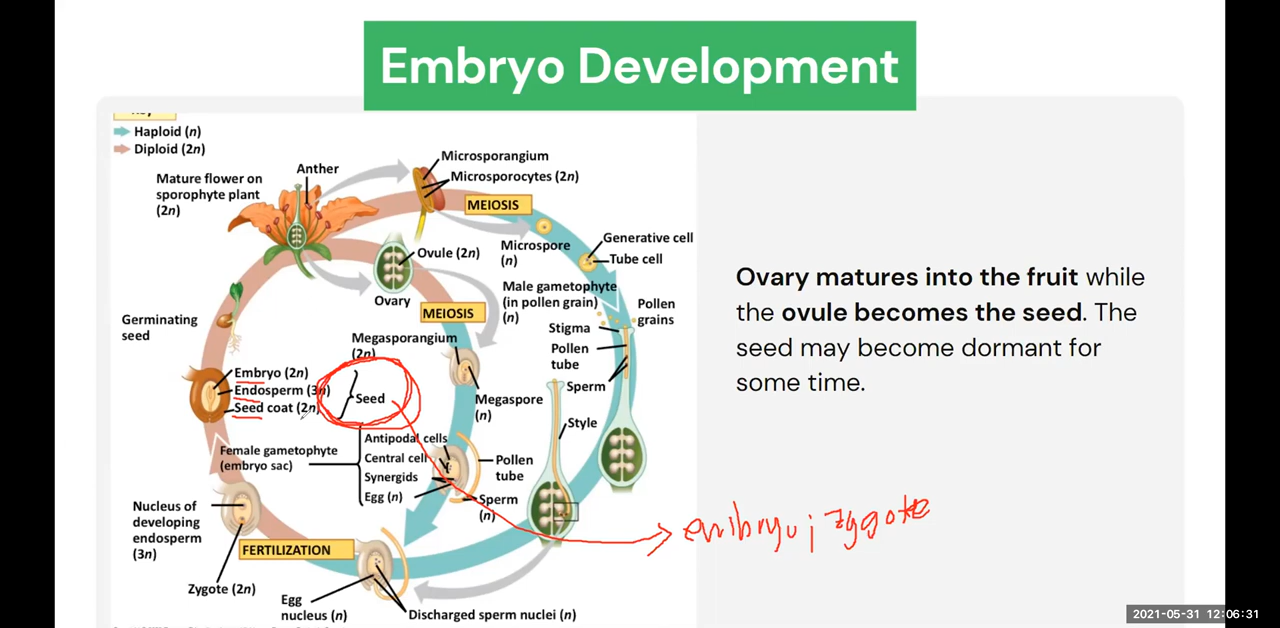 Embryo Development
Haploid (n)
Diploid (2n)
Mature flower on
sporophyte plant
(2n)
Anther
Microsporangium
Microsporocytes (2n)
MEIOSIS
Microspore
(n)
Generative cell
Tube cell
Ovule (2n)
Ovary
Male gametophyte
(in pollen grain)
(n)
Pollen
grains
Stigma
Pollen
tube
Sperm
MEIOSIS
Germinating
seed
Megasporangium
(2n)
Embryo (2n)
Endosperm (3n)
Seed coat (2n)
Seed
Megaspore
(n)
Style
Female gametophyte
(embryo sac)
Antipodal cells
Central cell
Synergids
Egg (n)
Pollen
tube
Sperm
(n)
Nucleus of
developing
endosperm
(3n)
FERTILIZATION
Zygote (2n)
Egg
nucleus (n)
Discharged sperm nuclei (n)
Ovary matures into the fruit while
the ovule becomes the seed. The
seed may become dormant for
some time.
embryo ; zygote
2021-05-31 12:06:31